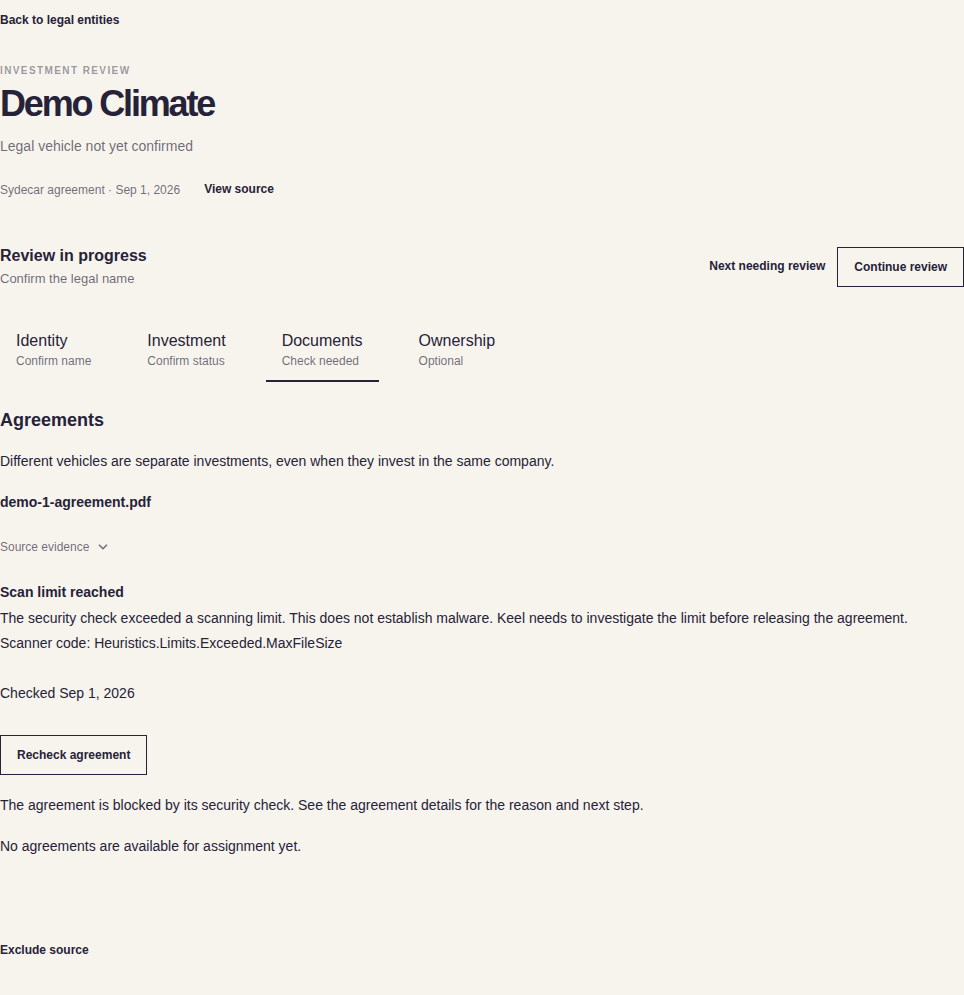 Back to legal entities
INVESTMENT REVIEW
Demo Climate
Legal vehicle not yet confirmed
Sydecar agreement · Sep 1, 2026 View source
Review in progress
Confirm the legal name
Next needing review Continue review
Identity Investment Documents Ownership
Confirm name Confirm status Check needed Optional
Agreements
Different vehicles are separate investments, even when they invest in the same company.
demo-1-agreement.pdf
Source evidence
Scan limit reached
The security check exceeded a scanning limit. This does not establish malware. Keel needs to investigate the limit before releasing the agreement.
Scanner code: Heuristics.Limits.Exceeded.MaxFileSize
Checked Sep 1, 2026
Recheck agreement
The agreement is blocked by its security check. See the agreement details for the reason and next step.
No agreements are available for assignment yet.
Exclude source